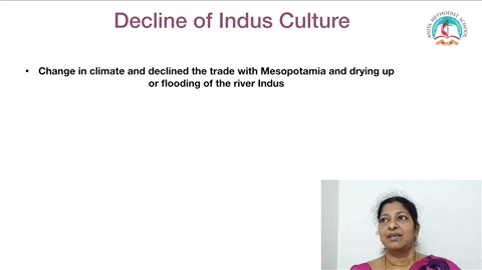 Decline of Indus Culture
• Change in climate and declined the trade with Mesopotamia and drying up
or flooding of the river Indus